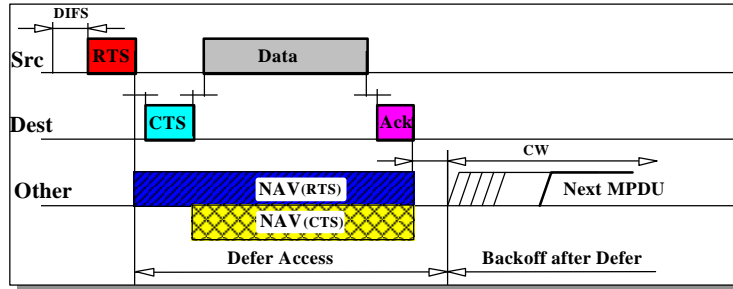 DIFS
Src
RTS
Data
Dest
CTS
Ack
CW
Other
NAV(RTS)
Next MPDU
NAV(CTS)
Defer Access
Backoff after Defer